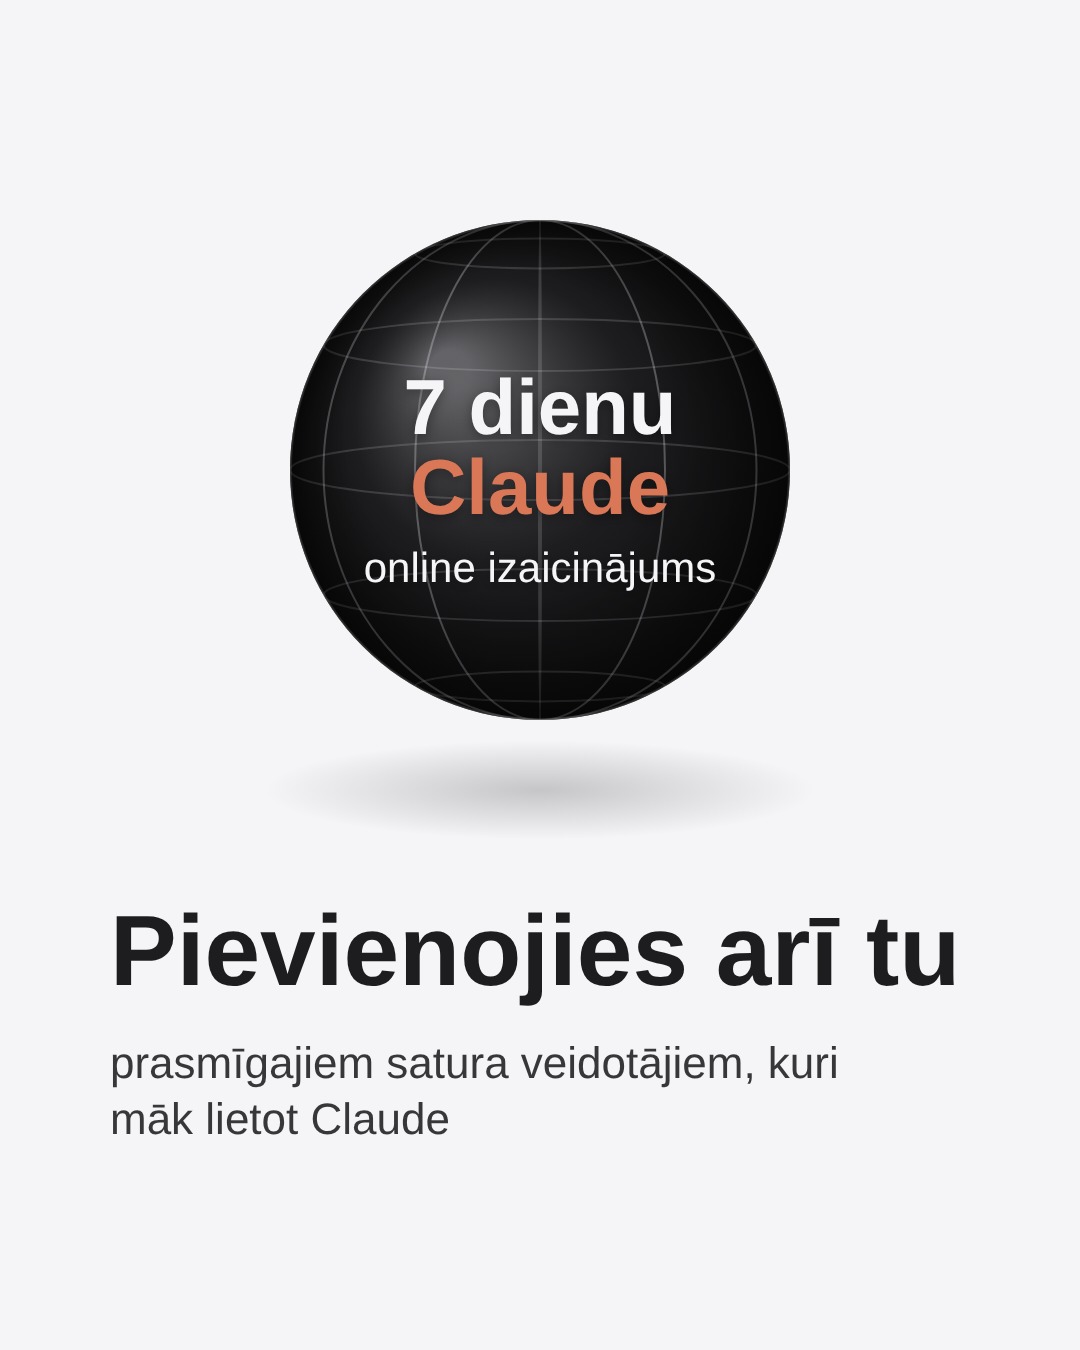 7 dienu
Claude
online izaicinājums
Pievienojies arī tu
prasmīgajiem satura veidotājiem, kuri
māk lietot Claude